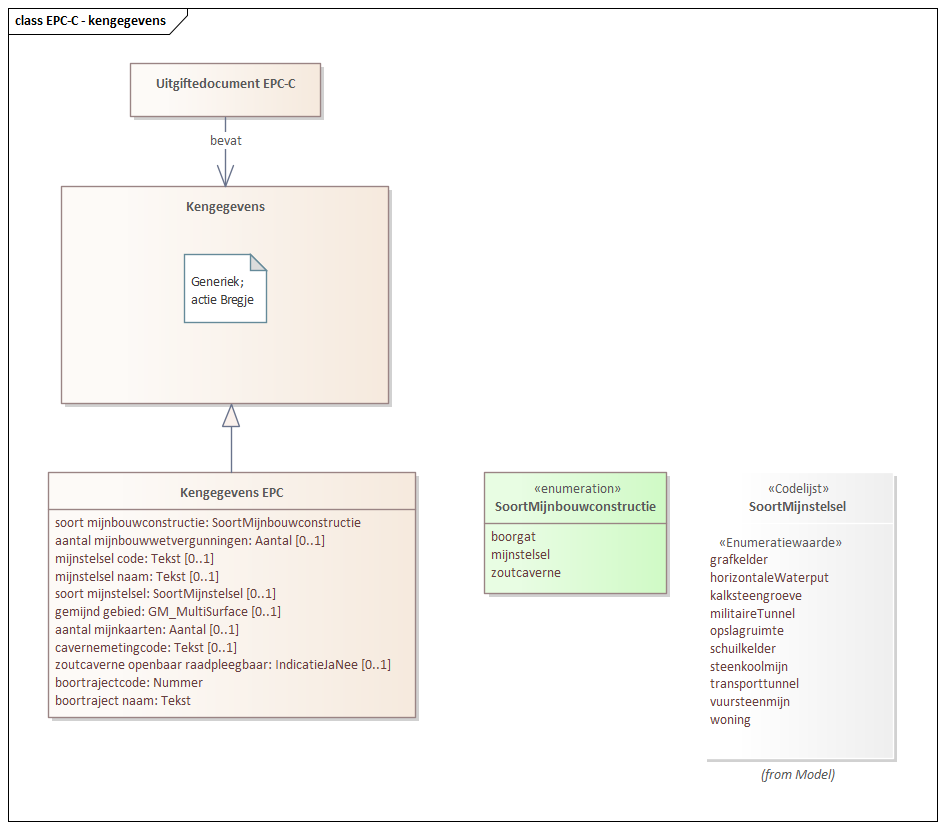 class EPC-C - kengegevens
Uitgiftedocument EPC-C
bevat
Kengegevens
Generiek;
actie Bregje
Kengegevens EPC
soort mijnbouwconstructie: SoortMijnbouwconstructie
aantal mijnbouwwetvergunningen: Aantal [0..1]
mijnstelsel code: Tekst [0..1]
mijnstelsel naam: Tekst [0..1]
soort mijnstelsel: SoortMijnstelsel [0..1]
gemijnd gebied: GM_MultiSurface [0..1]
aantal mijnkaarten: Aantal [0..1]
cavernemetingcode: Tekst [0..1]
zoutcaverne openbaar raadpleegbaar: IndicatieJaNee [0..1]
boortrajectcode: Nummer
boortraject naam: Tekst
«enumeration»
SoortMijnbouwconstructie
boorgat
mijnstelsel
zoutcaverne
«Codelijst»
SoortMijnstelsel
«Enumeratiewaarde»
grafkelder
horizontaleWaterput
kalksteengroeve
militaireTunnel
opslagruimte
schuilkelder
steenkoolmijn
transporttunnel
vuursteenmijn
woning
(from Model)